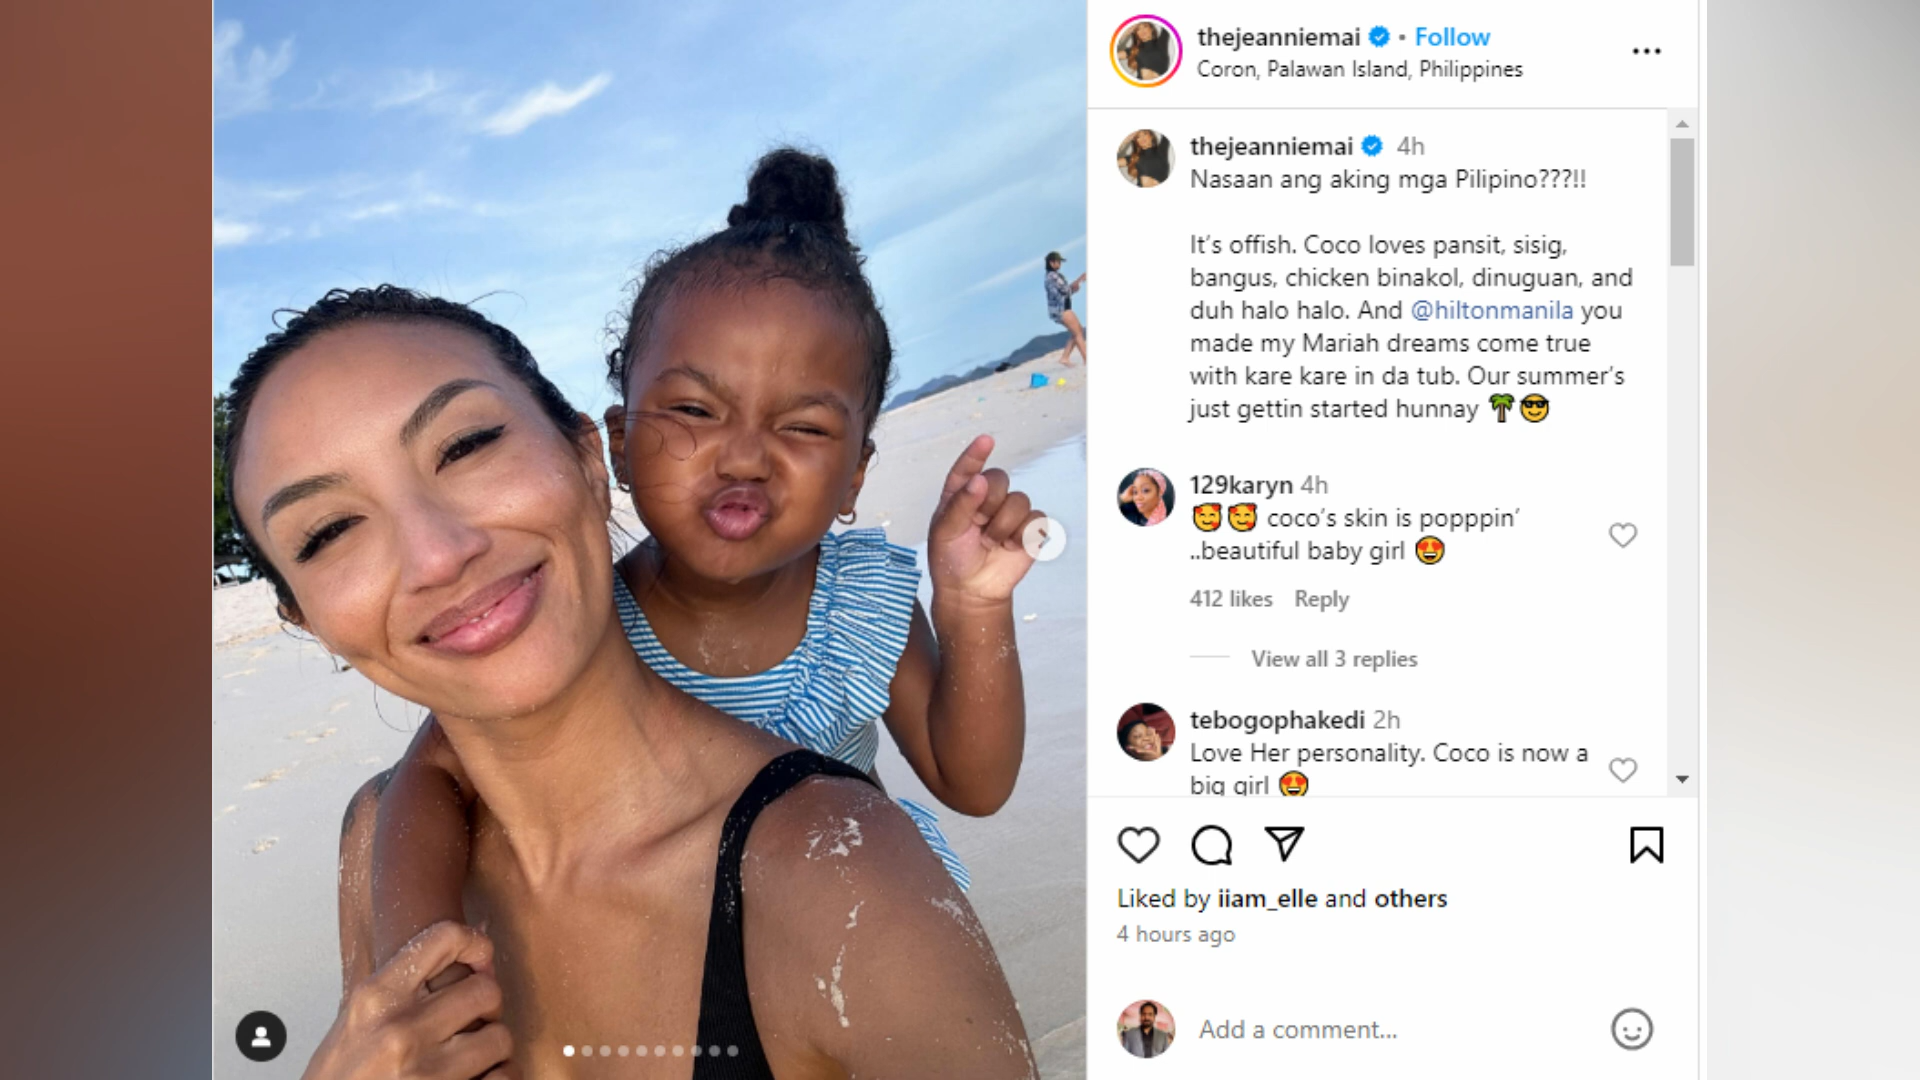 thejeanniemai • Follow
Coron, Palawan Island, Philippines
thejeanniemai 4h
Nasaan ang aking mga Pilipino???!!
It’s offish. Coco loves pansit, sisig,
bangus, chicken binakol, dinuguan, and
duh halo halo. And @hiltonmanila you
made my Mariah dreams come true
with kare kare in da tub. Our summer’s
just gettin started hunnay 🌴😎
129karyn 4h
🥰🥰 coco’s skin is popppin’
..beautiful baby girl 😍
412 likes Reply
View all 3 replies
tebogophakedi 2h
Love Her personality. Coco is now a
big girl 😍
Liked by iiam_elle and others
4 hours ago
Add a comment...